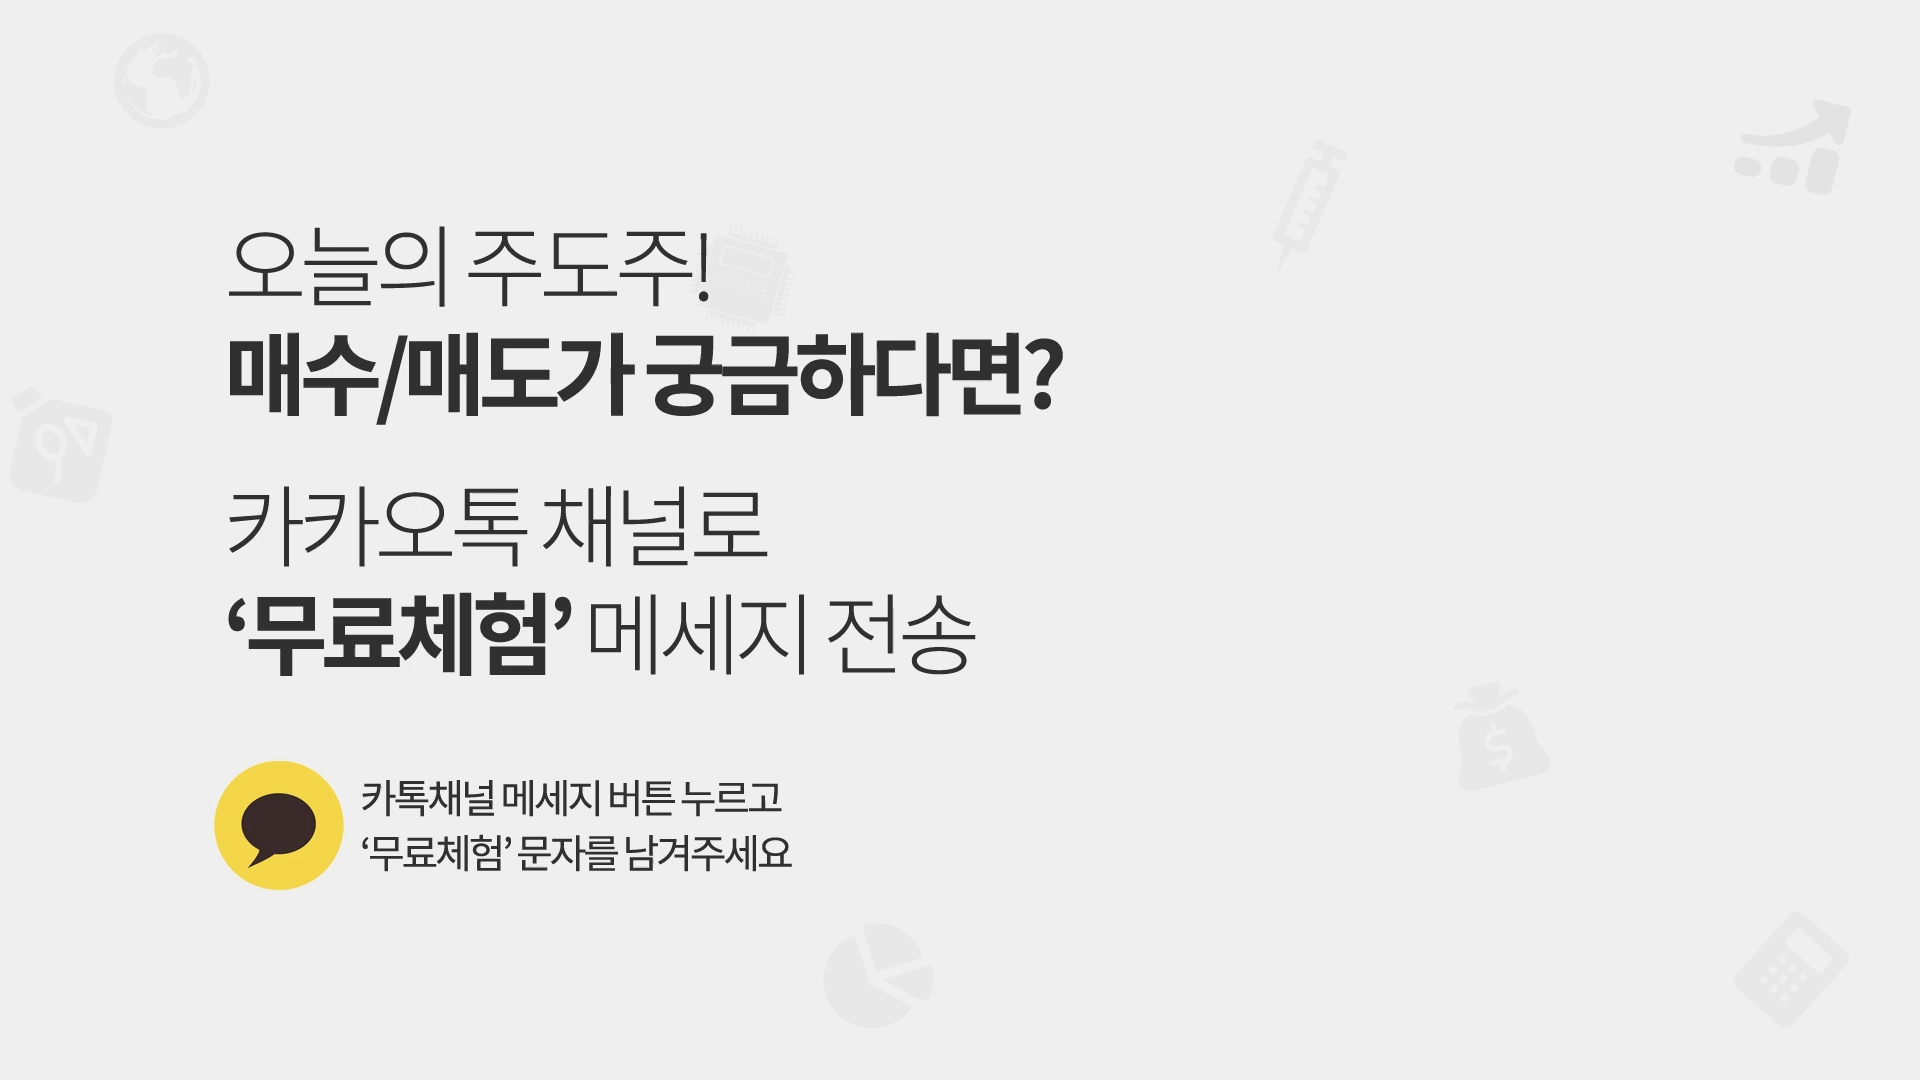 오늘의 주도주!
매수/매도가 궁금하다면?
카카오톡 채널로
‘무료체험’ 메세지 전송
카톡채널 메세지 버튼 누르고
‘무료체험’ 문자를 남겨주세요